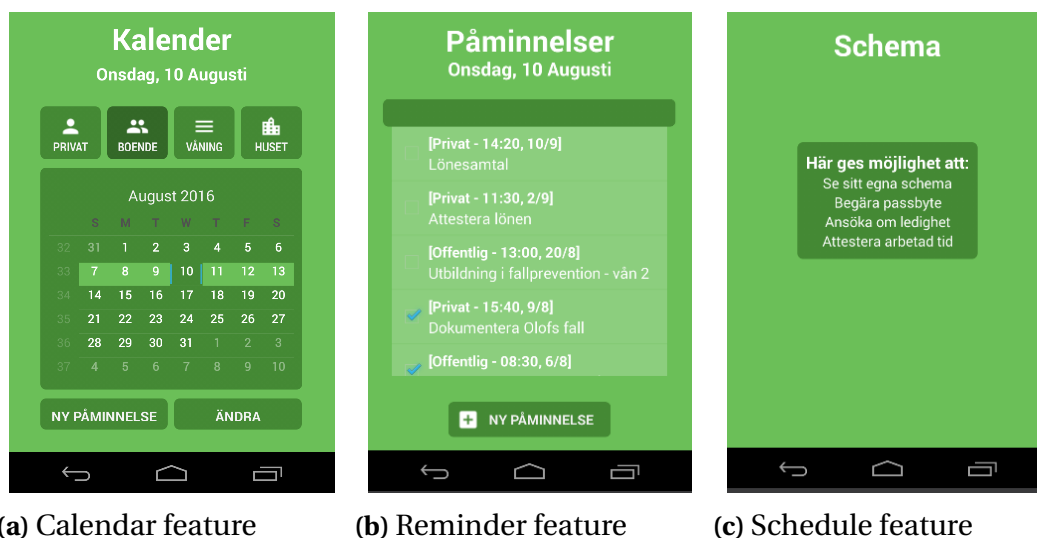 Kalender
Onsdag, 10 Augusti
PRIVAT BOENDE VÅNING HUSET
August 2016
S M T W T F S
32 31 1 2 3 4 5 6
33 7 8 9 10 11 12 13
34 14 15 16 17 18 19 20
35 21 22 23 24 25 26 27
36 28 29 30 31 1 2 3
37 4 5 6 7 8 9 10
NY PÅMINNELSE ÄNDRA
(a) Calendar feature
Påminnelser
Onsdag, 10 Augusti
[Privat - 14:20, 10/9]
Lönesamtal
[Privat - 11:30, 2/9]
Attestera lönen
[Offentlig - 13:00, 20/8]
Utbildning i fallprevention - vån 2
[Privat - 15:40, 9/8]
Dokumentera Olofs fall
[Offentlig - 08:30, 6/8]
NY PÅMINNELSE
(b) Reminder feature
Schema
Här ges möjlighet att:
Se sitt egna schema
Begära passbyte
Ansöka om ledighet
Attestera arbetad tid
(c) Schedule feature